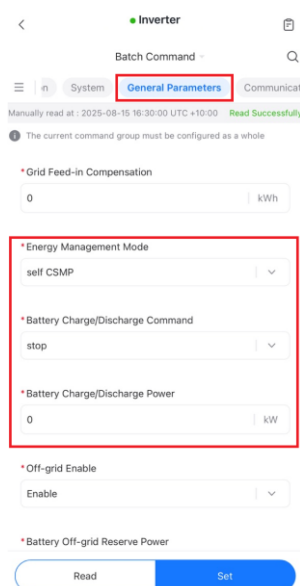 Inverter
Batch Command
System
General Parameters
Manually read at : 2025-08-15 16:30:00 UTC +10:00 Read Successfully
The current command group must be configured as a whole
*Grid Feed-in Compensation
0 kWh
*Energy Management Mode
self CSMP
*Battery Charge/Discharge Command
stop
*Battery Charge/Discharge Power
0 kW
*Off-grid Enable
Enable
*Battery Off-grid Reserve Power
Read Set